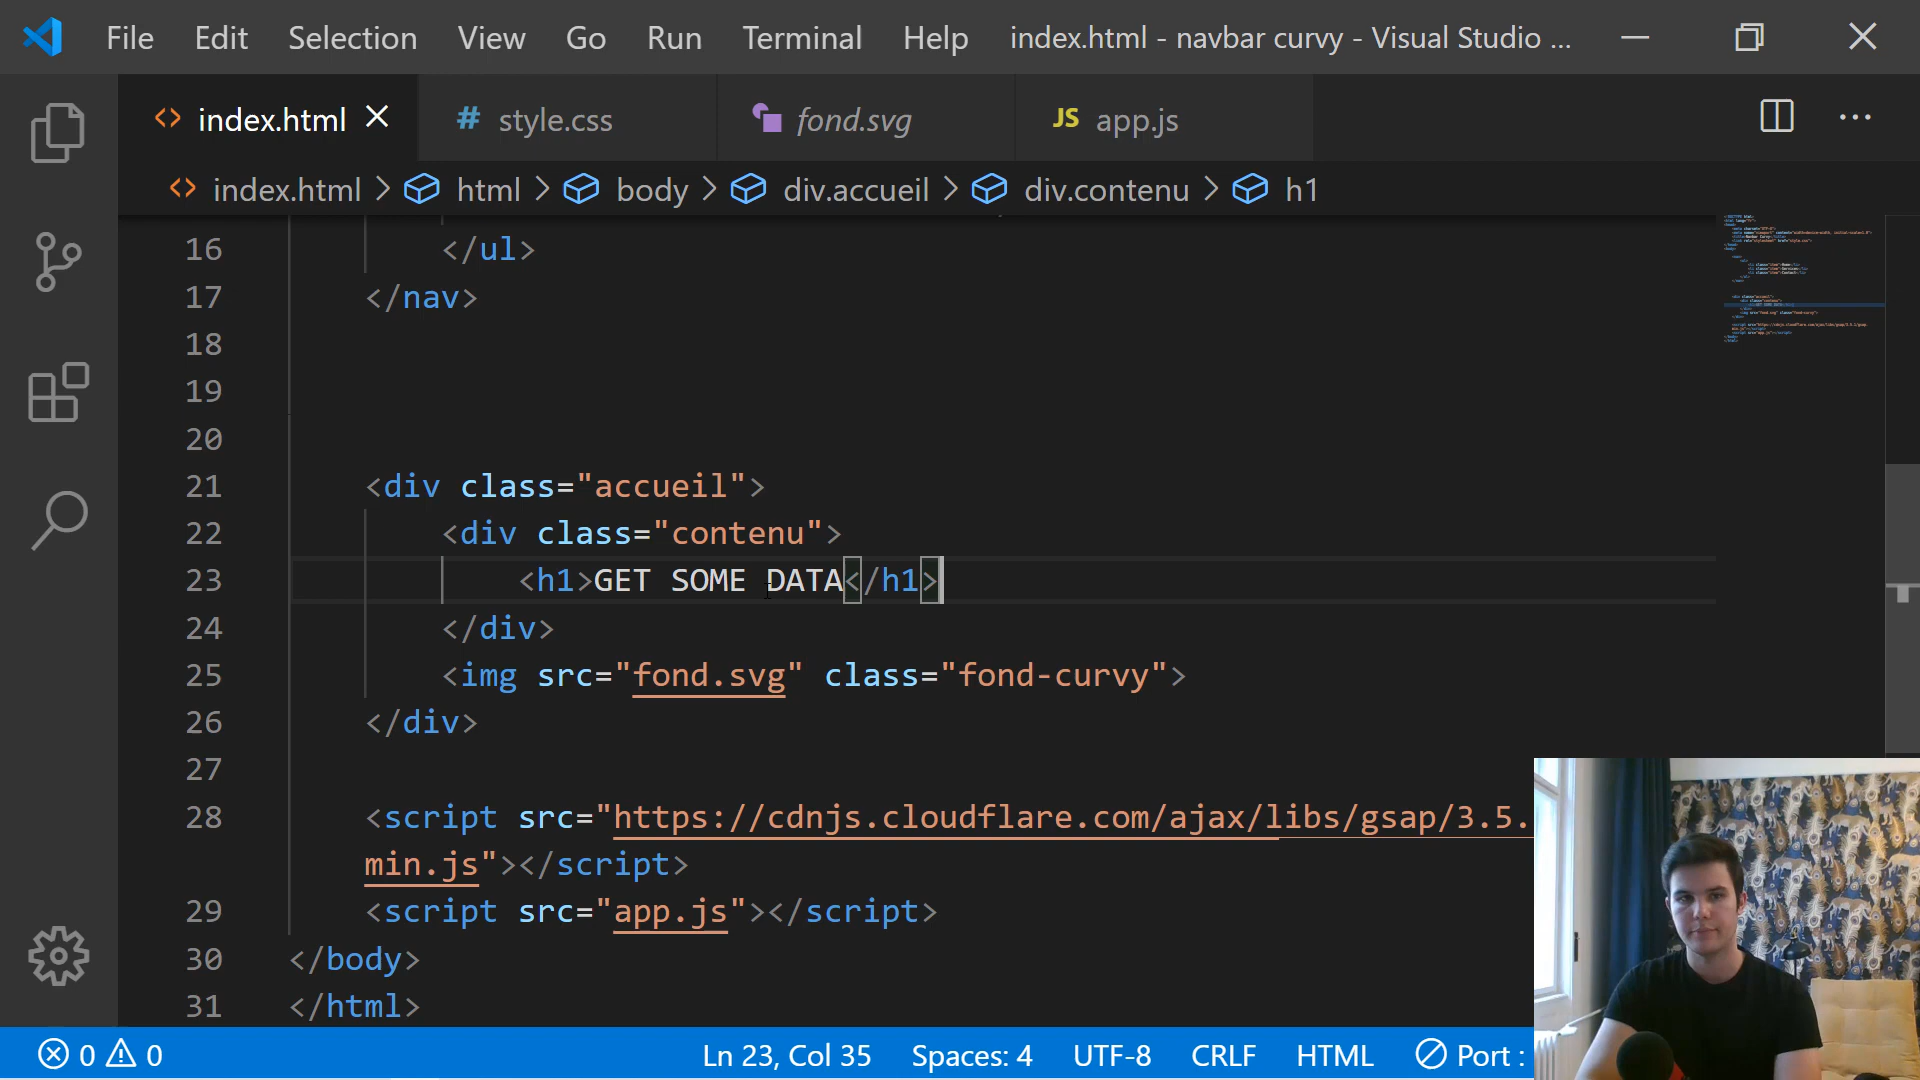 File Edit Selection View Go Run Terminal Help index.html - navbar curvy - Visual Studio ...
index.html style.css fond.svg JS app.js ...
index.html > html > body > div.accueil > div.contenu > h1
16 </ul>
17 </nav>
18
19
20
21 <div class="accueil">
22 <div class="contenu">
23 <h1>GET SOME DATA</h1>
24 </div>
25 <img src="fond.svg" class="fond-curvy">
26 </div>
27
28 <script src="https://cdnjs.cloudflare.com/ajax/libs/gsap/3.5.
min.js"></script>
29 <script src="app.js"></script>
30 </body>
31 </html>
0 0 Ln 23, Col 35 Spaces: 4 UTF-8 CRLF HTML Port :